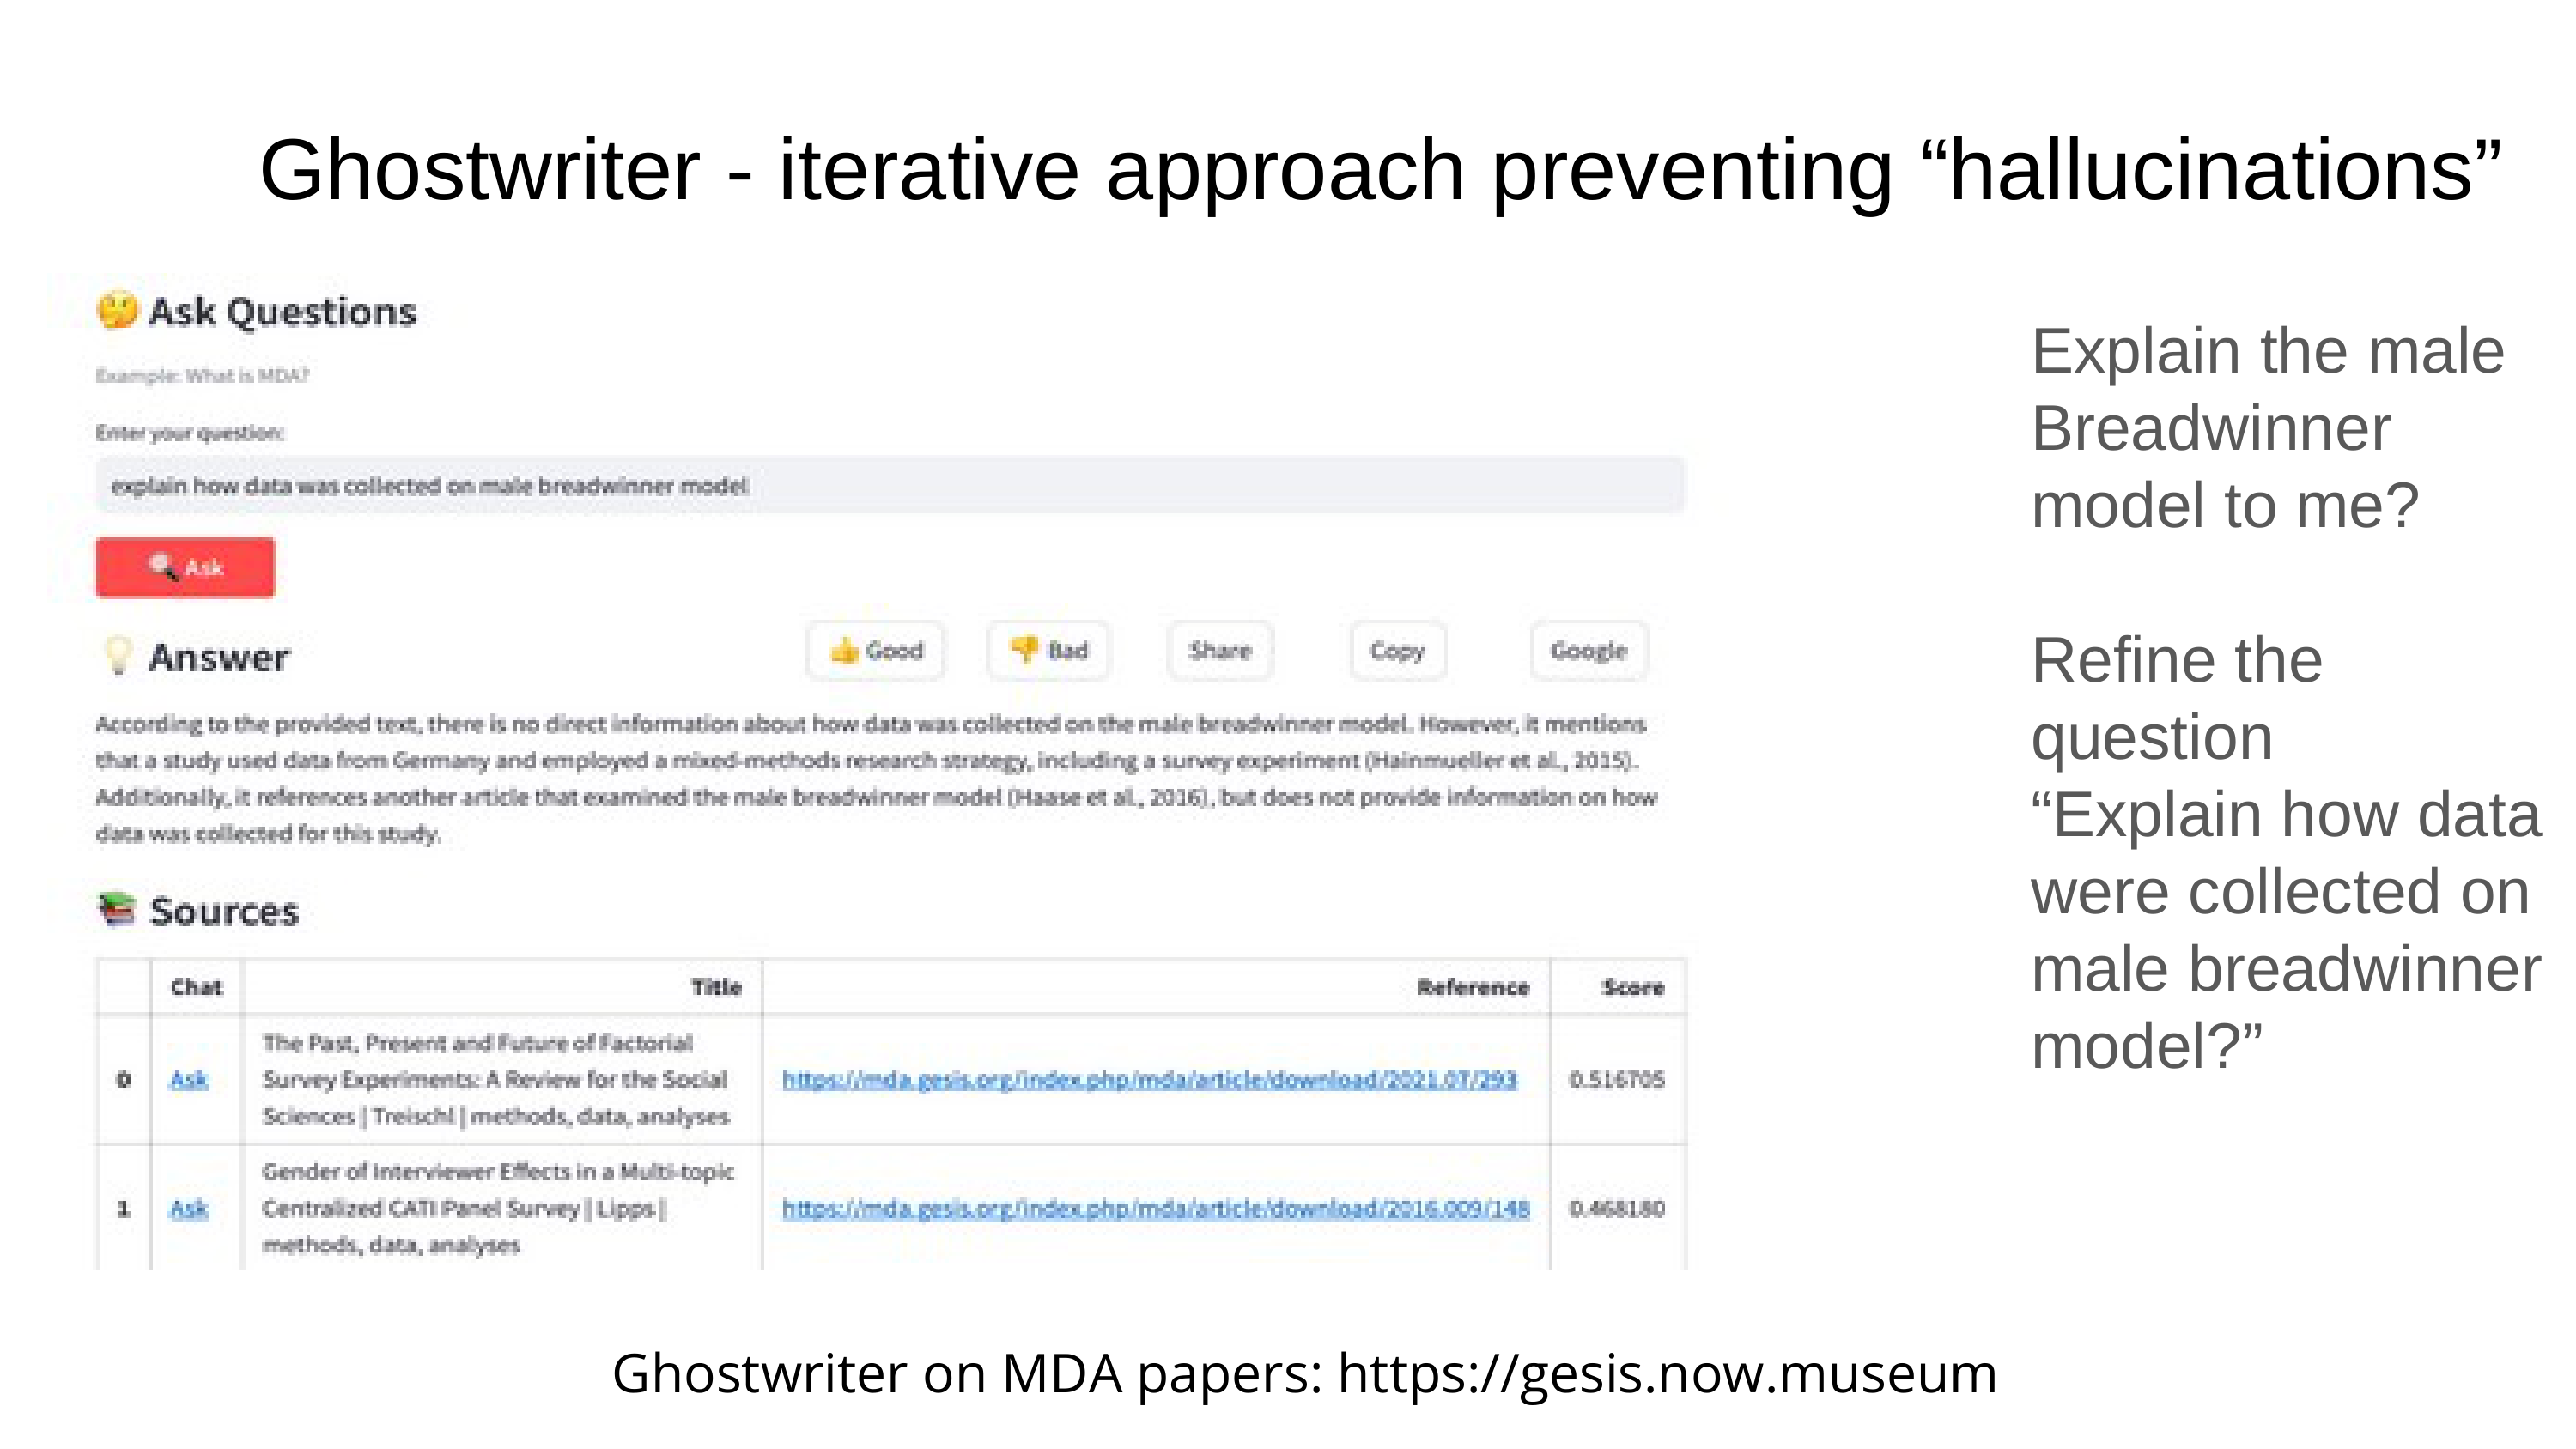 Ghostwriter - iterative approach preventing “hallucinations”
🤔 Ask Questions
Example: What is MDA?
Enter your question:
explain how data was collected on male breadwinner model
🔍 Ask
💡 Answer
👍 Good
👎 Bad
Share
Copy
Google
According to the provided text, there is no direct information about how data was collected on the male breadwinner model. However, it mentions
that a study used data from Germany and employed a mixed-methods research strategy, including a survey experiment (Hainmueller et al., 2015).
Additionally, it references another article that examined the male breadwinner model (Haase et al., 2016), but does not provide information on how
data was collected for this study.
📚 Sources
Chat Title Reference Score
0 Ask The Past, Present and Future of Factorial
Survey Experiments: A Review for the Social
Sciences | Treischl | methods, data, analyses
https://mda.gesis.org/index.php/mda/article/download/2021.07/293 0.516705
1 Ask Gender of Interviewer Effects in a Multi-topic
Centralized CATI Panel Survey | Lipps |
methods, data, analyses
https://mda.gesis.org/index.php/mda/article/download/2016.009/148 0.468180
Explain the male
Breadwinner
model to me?
Refine the
question
“Explain how data
were collected on
male breadwinner
model?”
Ghostwriter on MDA papers: https://gesis.now.museum